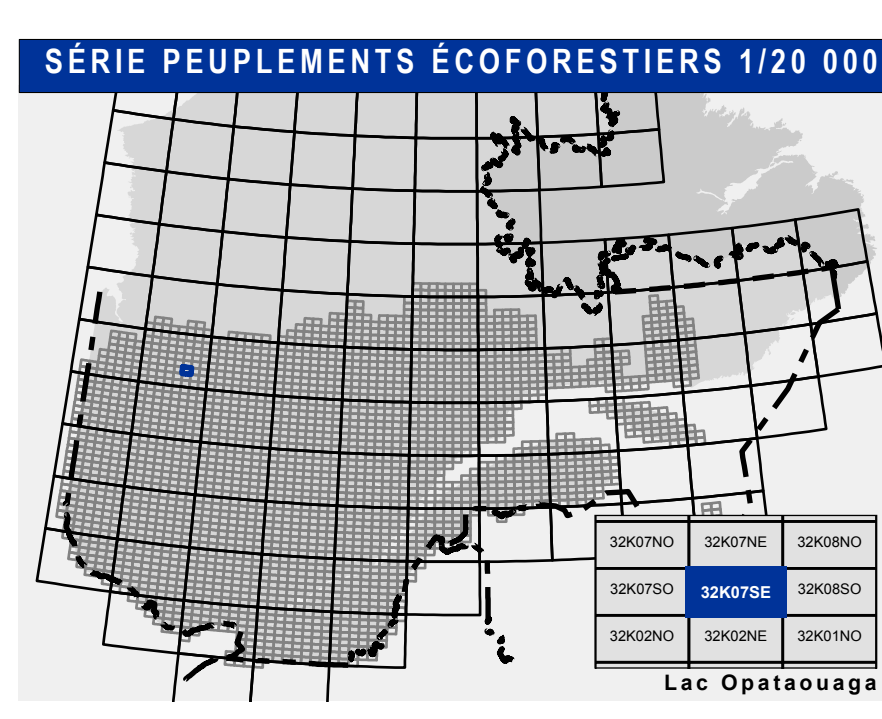 SÉRIE PEUPLEMENTS ÉCOFORESTIERS 1/20 000
32K07NO 32K07NE 32K08NO
32K07SO 32K07SE 32K08SO
32K02NO 32K02NE 32K01NO
Lac Opataouaga